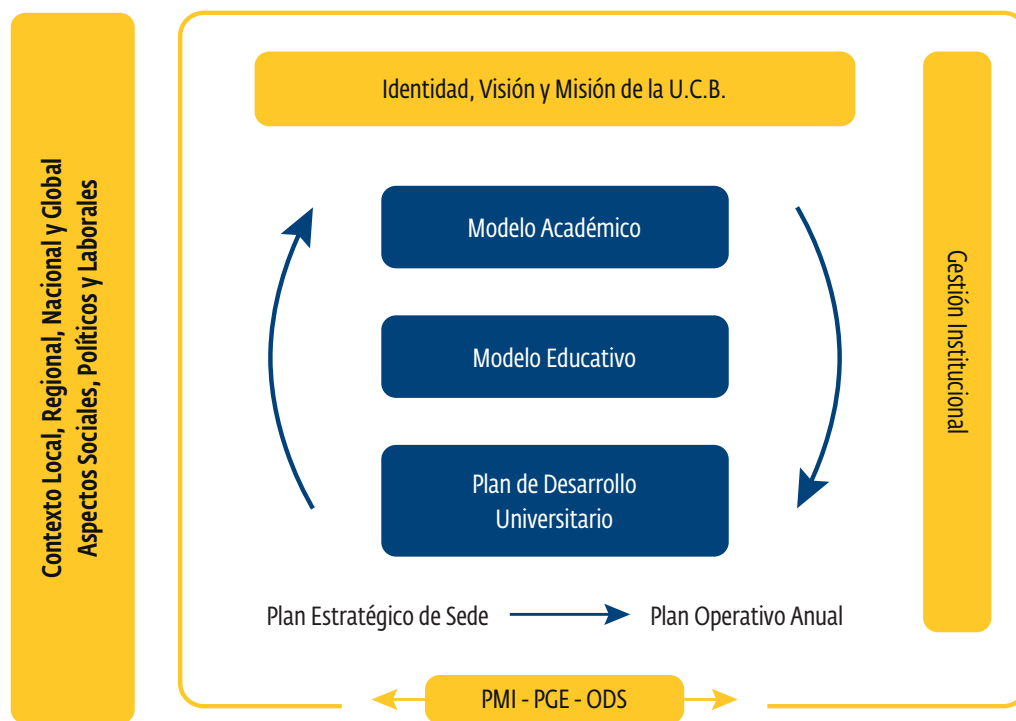 Contexto Local, Regional, Nacional y Global
Aspectos Sociales, Políticos y Laborales
Identidad, Visión y Misión de la U.C.B.
Modelo Académico
Modelo Educativo
Plan de Desarrollo
Universitario
Gestión Institucional
Plan Estratégico de Sede
Plan Operativo Anual
PMI - PGE - ODS